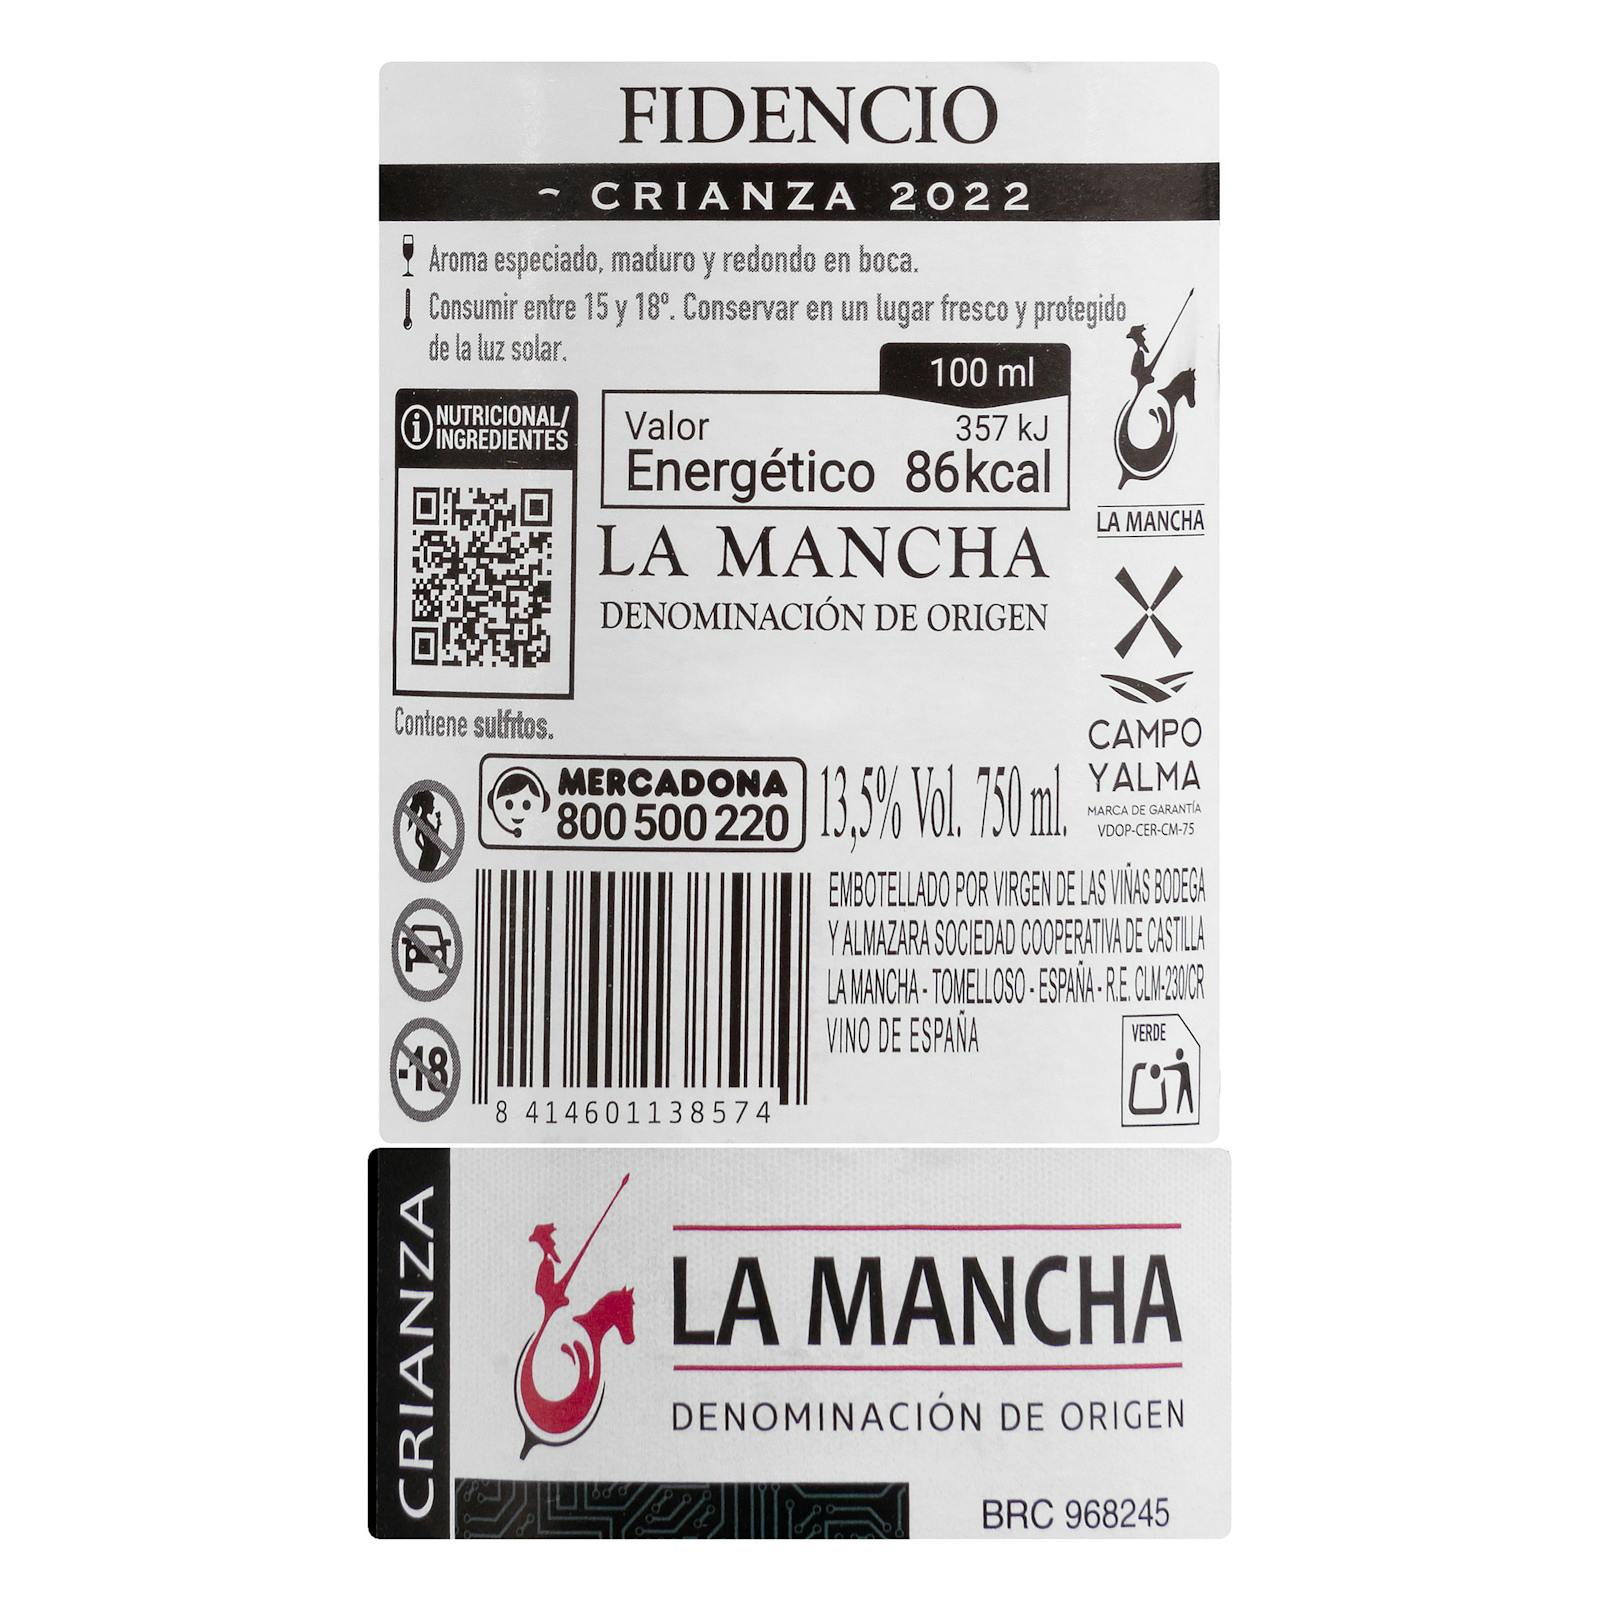 FIDENCIO
~ CRIANZA 2022
Aroma especiado, maduro y redondo en boca.
Consumir entre 15 y 18º. Conservar en un lugar fresco y protegido
de la luz solar.
100 ml
NUTRICIONAL/
INGREDIENTES
Valor 357 kJ
Energético 86kcal
LA MANCHA
LA MANCHA
DENOMINACIÓN DE ORIGEN
Contiene sulfitos.
CAMPO
Y ALMA
MARCA DE GARANTÍA
VDOP-CER-CM-75
MERCADONA
800 500 220
13,5% Vol. 750 ml.
EMBOTELLADO POR VIRGEN DE LAS VIÑAS BODEGA
Y ALMAZARA SOCIEDAD COOPERATIVA DE CASTILLA
LA MANCHA - TOMELLOSO - ESPAÑA - R.E. CLM-230/CR
VINO DE ESPAÑA
-18
VERDE
8 414601138574
CRIANZA
LA MANCHA
DENOMINACIÓN DE ORIGEN
BRC 968245